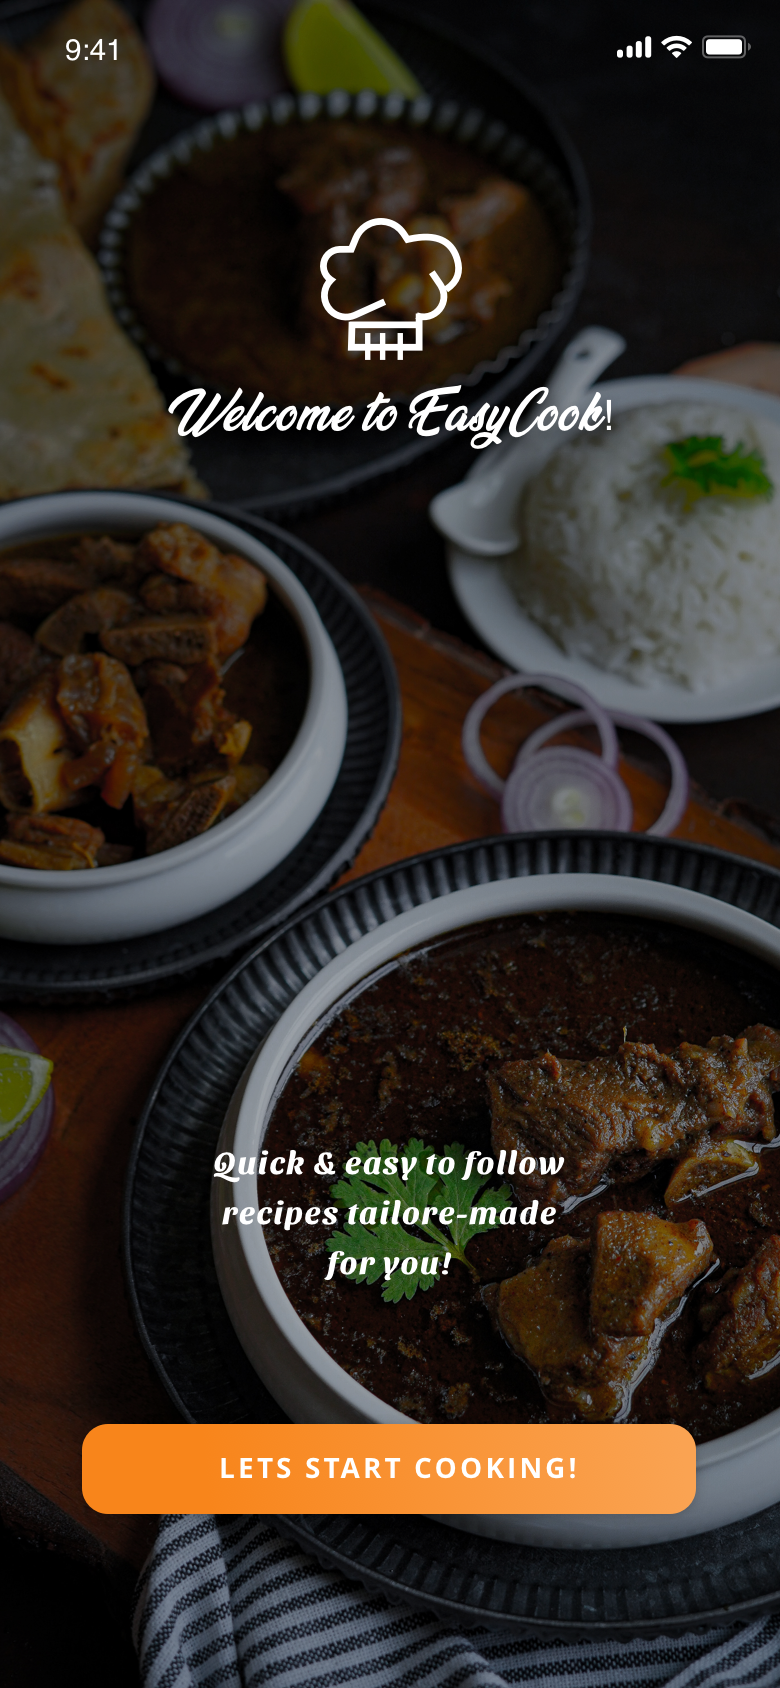 9:41
Welcome to EasyCook!
Quick & easy to follow
recipes tailore-made
for you!
LETS START COOKING!